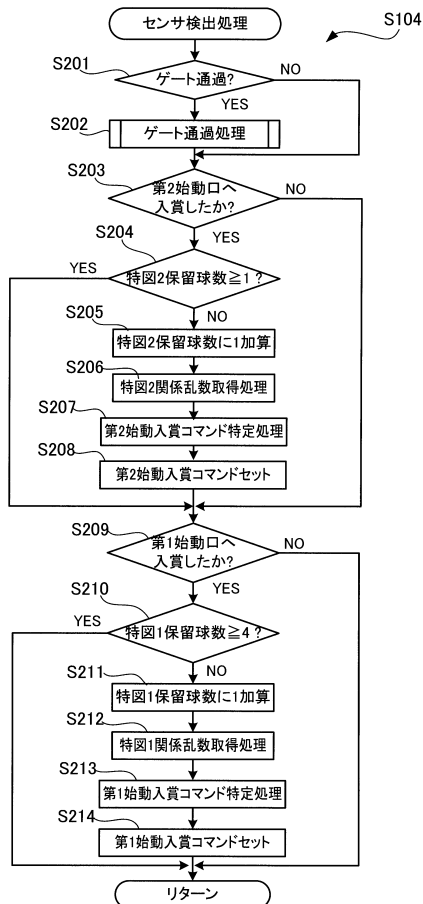 センサ検出処理
S104
S201
ゲート通過?
NO
YES
S202
ゲート通過処理
S203
第2始動口へ
入賞したか?
NO
YES
S204
特図2保留球数≧1?
YES
NO
S205
特図2保留球数に1加算
S206
特図2関係乱数取得処理
S207
第2始動入賞コマンド特定処理
S208
第2始動入賞コマンドセット
S209
第1始動口へ
入賞したか?
NO
YES
S210
特図1保留球数≧4?
YES
NO
S211
特図1保留球数に1加算
S212
特図1関係乱数取得処理
S213
第1始動入賞コマンド特定処理
S214
第1始動入賞コマンドセット
リターン